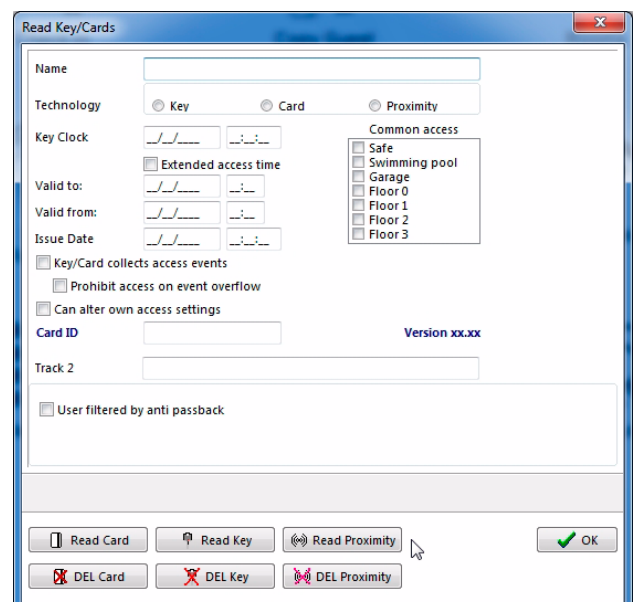 Read Key/Cards
Name
Technology Key Card Proximity
Key Clock __/__/____ __:__:__ Common access
Safe
Extended access time Swimming pool
Garage
Valid to: __/__/____ __:__ Floor 0
Floor 1
Valid from: __/__/____ __:__ Floor 2
Floor 3
Issue Date __/__/____ __:__:__
Key/Card collects access events
Prohibit access on event overflow
Can alter own access settings
Card ID Version xx.xx
Track 2
User filtered by anti passback
Read Card Read Key Read Proximity OK
DEL Card DEL Key DEL Proximity